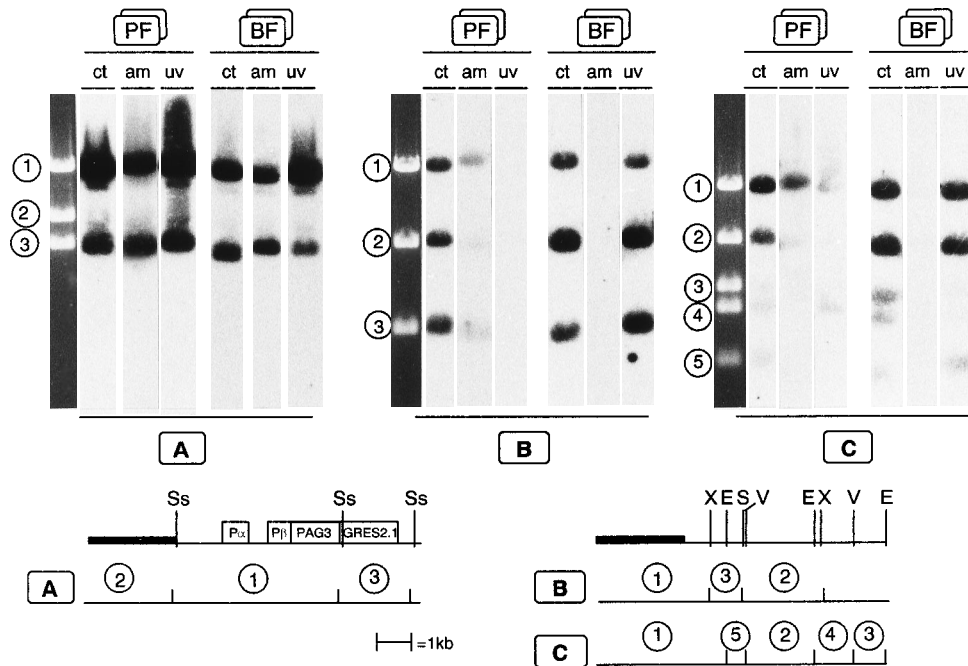 PF BF PF BF PF BF
ct am uv ct am uv ct am uv ct am uv ct am uv ct am uv
1 1
1
2 2
2
3
3
3 4
5
A B C
Ss Ss Ss X E S V E X V E
Pα Pβ PAG3 GRES2.1
A 2 1 3 B 1 3 2
=1kb
C 1 5 2 4 3